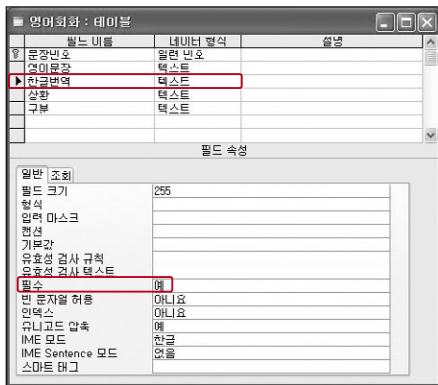 영어회화 : 테이블
필드 이름 데이터 형식 설명
문장번호 일련 번호
영어문장 텍스트
한글번역 텍스트
상황 텍스트
구분 텍스트
필드 속성
일반 조회
필드 크기 255
형식
입력 마스크
캡션
기본값
유효성 검사 규칙
유효성 검사 텍스트
필수 예
빈 문자열 허용 아니요
인덱스 아니요
유니코드 압축 예
IME 모드 한글
IME Sentence 모드 없음
스마트 태그